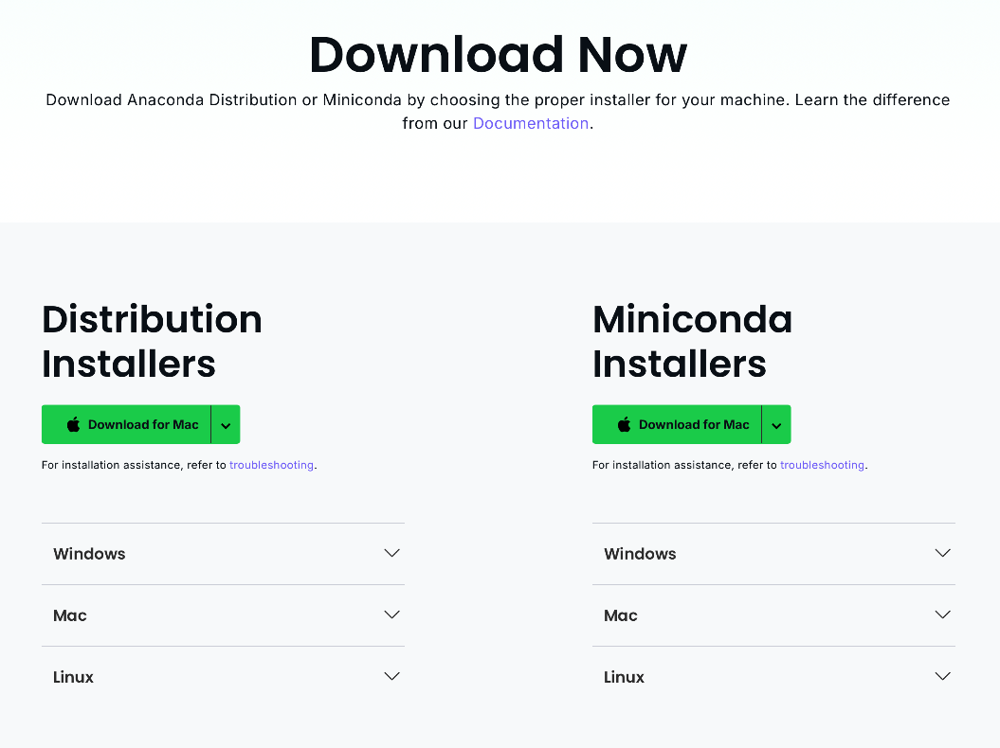 Download Now
Download Anaconda Distribution or Miniconda by choosing the proper installer for your machine. Learn the difference
from our Documentation.
Distribution
Installers
Download for Mac
For installation assistance, refer to troubleshooting.
Windows
Mac
Linux
Miniconda
Installers
Download for Mac
For installation assistance, refer to troubleshooting.
Windows
Mac
Linux